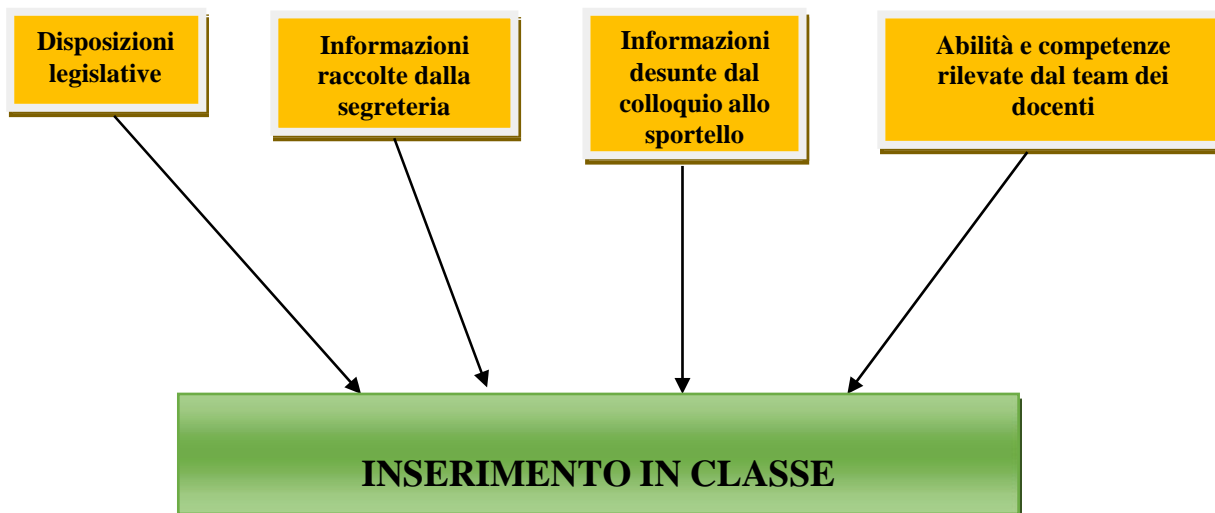 Disposizioni
legislative
Informazioni
raccolte dalla
segreteria
Informazioni
desunte dal
colloquio allo
sportello
Abilità e competenze
rilevate dal team dei
docenti
INSERIMENTO IN CLASSE